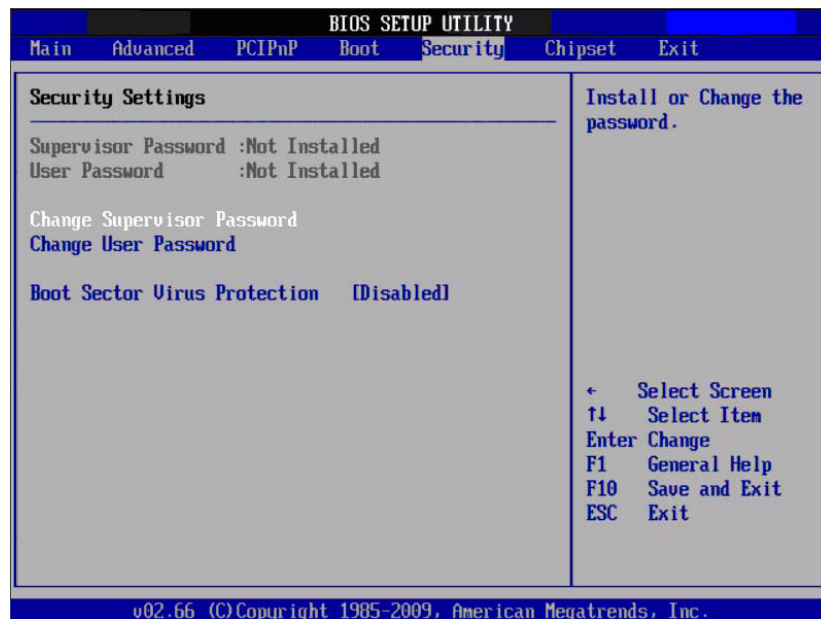 BIOS SETUP UTILITY
Main Advanced PCIPnP Boot Security Chipset Exit
Security Settings
Supervisor Password :Not Installed
User Password :Not Installed
Change Supervisor Password
Change User Password
Boot Sector Virus Protection [Disabled]
Install or Change the
password.
← Select Screen
↑↓ Select Item
Enter Change
F1 General Help
F10 Save and Exit
ESC Exit
v02.66 (C)Copyright 1985-2009, American Megatrends, Inc.